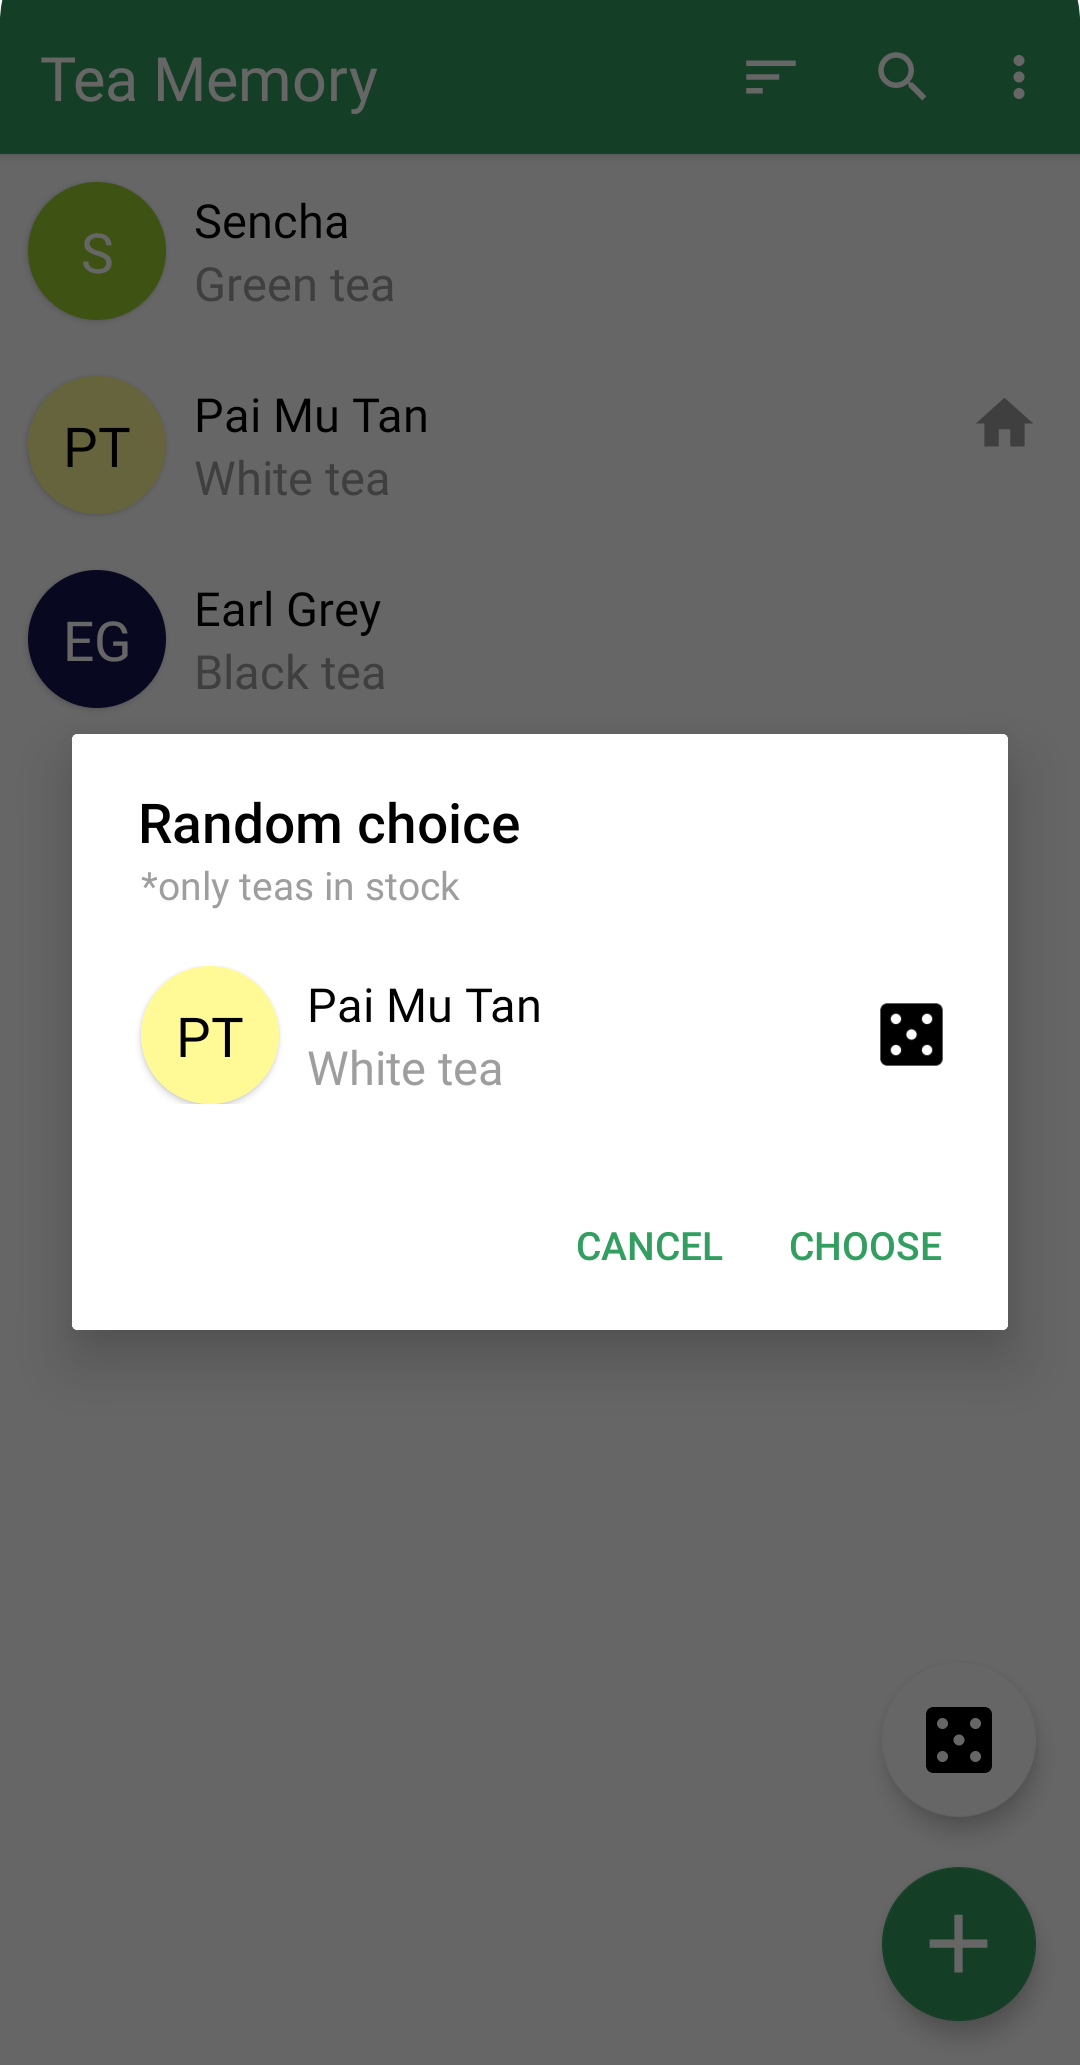 Tea Memory
S
Sencha
Green tea
PT
Pai Mu Tan
White tea
EG
Earl Grey
Black tea
Random choice
*only teas in stock
PT
Pai Mu Tan
White tea
CANCEL CHOOSE